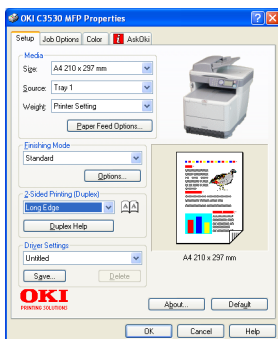 OKI C3530 MFP Properties
Setup Job Options Color AskOki
Media
Size: A4 210 x 297 mm
Source: Tray 1
Weight: Printer Setting
Paper Feed Options...
Finishing Mode
Standard
Options...
2-Sided Printing (Duplex)
Long Edge
Duplex Help
Driver Settings
Untitled
A4 210 x 297 mm
Save... Delete
OKI
PRINTING SOLUTIONS
About... Default
OK Cancel Help